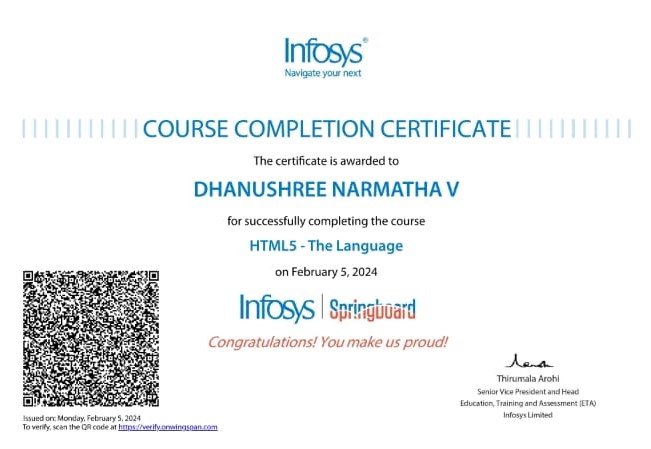 Infosys®
Navigate your next
COURSE COMPLETION CERTIFICATE
The certificate is awarded to
DHANUSHREE NARMATHA V
for successfully completing the course
HTML5 - The Language
on February 5, 2024
Infosys | Springboard
Congratulations! You make us proud!
Thirumala Arohi
Senior Vice President and Head
Education, Training and Assessment (ETA)
Infosys Limited
Issued on: Monday, February 5, 2024
To verify, scan the QR code at https://verify.onwingspan.com